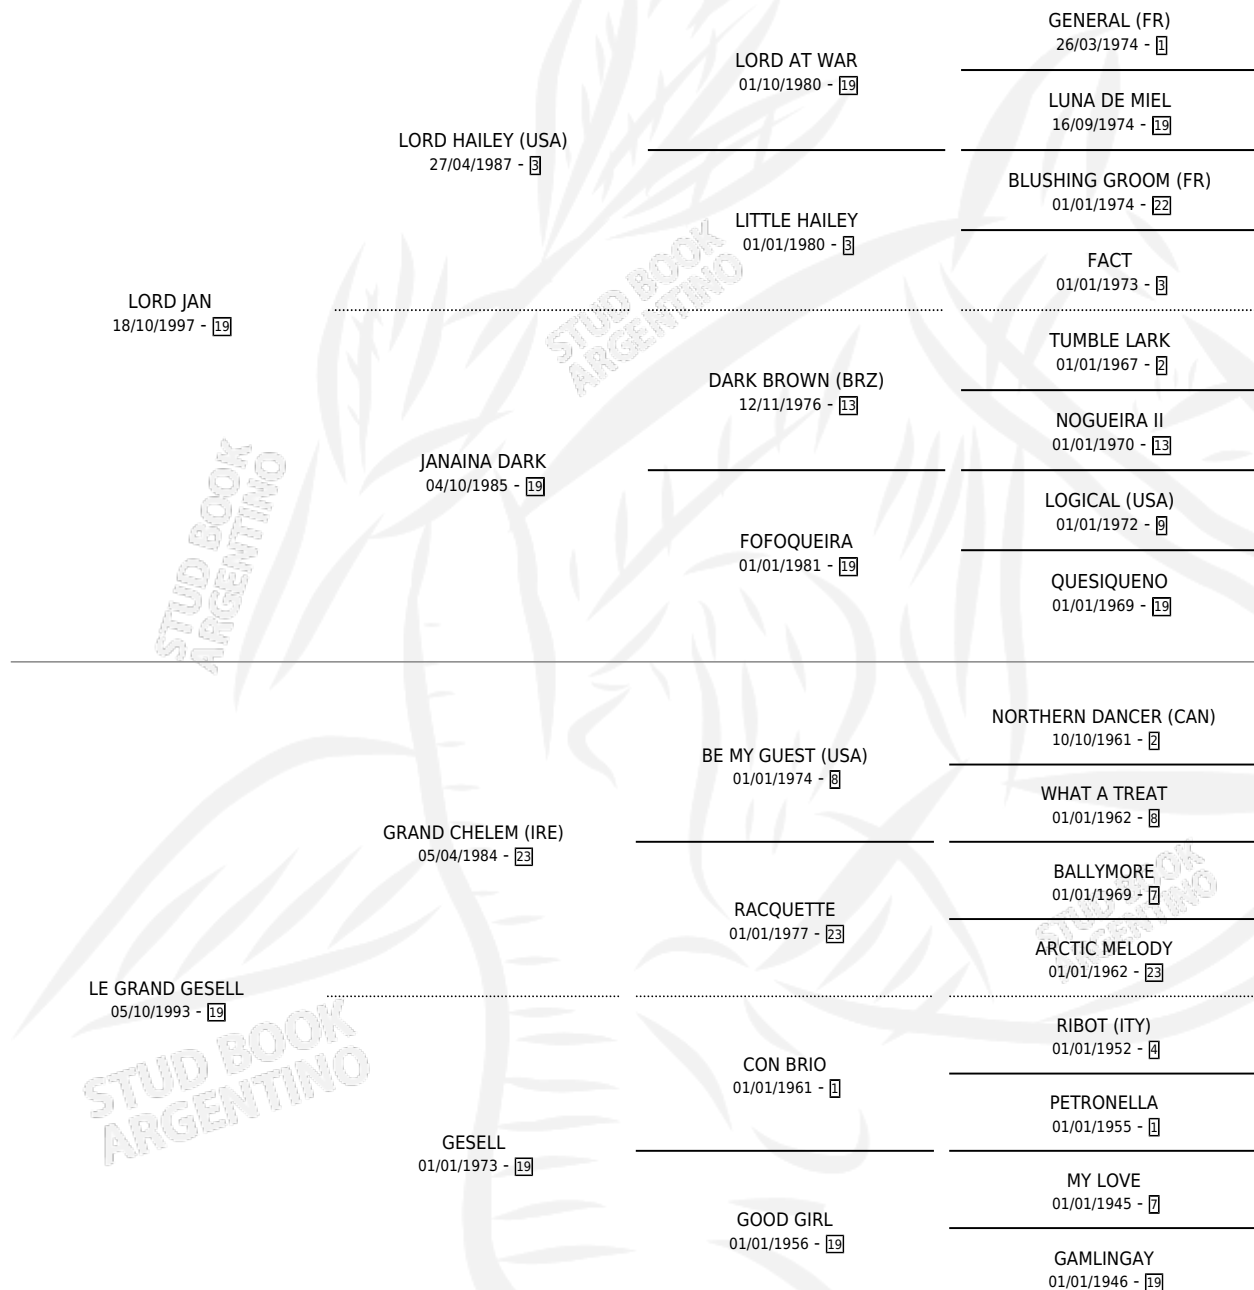 GENERAL (FR)
26/03/1974 - 1
LORD AT WAR
01/10/1980 - 19
LUNA DE MIEL
16/09/1974 - 19
LORD HAILEY (USA)
27/04/1987 - 3
BLUSHING GROOM (FR)
01/01/1974 - 22
LITTLE HAILEY
01/01/1980 - 3
FACT
01/01/1973 - 3
LORD JAN
18/10/1997 - 19
TUMBLE LARK
01/01/1967 - 2
DARK BROWN (BRZ)
12/11/1976 - 13
NOGUEIRA II
01/01/1970 - 13
JANAINA DARK
04/10/1985 - 19
LOGICAL (USA)
01/01/1972 - 9
FOFOQUEIRA
01/01/1981 - 19
QUESIQUENO
01/01/1969 - 19
NORTHERN DANCER (CAN)
10/10/1961 - 2
BE MY GUEST (USA)
01/01/1974 - 8
WHAT A TREAT
01/01/1962 - 8
GRAND CHELEM (IRE)
05/04/1984 - 23
BALLYMORE
01/01/1969 - 7
RACQUETTE
01/01/1977 - 23
ARCTIC MELODY
01/01/1962 - 23
LE GRAND GESELL
05/10/1993 - 19
RIBOT (ITY)
01/01/1952 - 4
CON BRIO
01/01/1961 - 1
PETRONELLA
01/01/1955 - 1
GESELL
01/01/1973 - 19
MY LOVE
01/01/1945 - 7
GOOD GIRL
01/01/1956 - 19
GAMLINGAY
01/01/1946 - 19
STUD BOOK
ARGENTINO
STUD BOOK
ARGENTINO
STUD BOOK
ARGENTINO
STUD BOOK
ARGENTINO